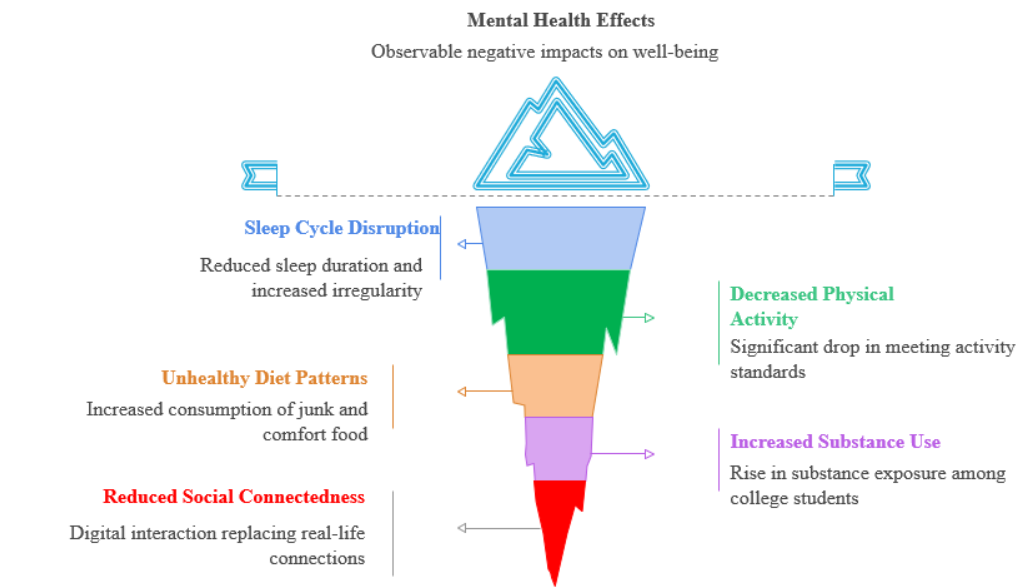 Mental Health Effects
Observable negative impacts on well-being
Sleep Cycle Disruption
Reduced sleep duration and
increased irregularity
Decreased Physical
Activity
Significant drop in meeting activity
standards
Unhealthy Diet Patterns
Increased consumption of junk and
comfort food
Increased Substance Use
Rise in substance exposure among
college students
Reduced Social Connectedness
Digital interaction replacing real-life
connections